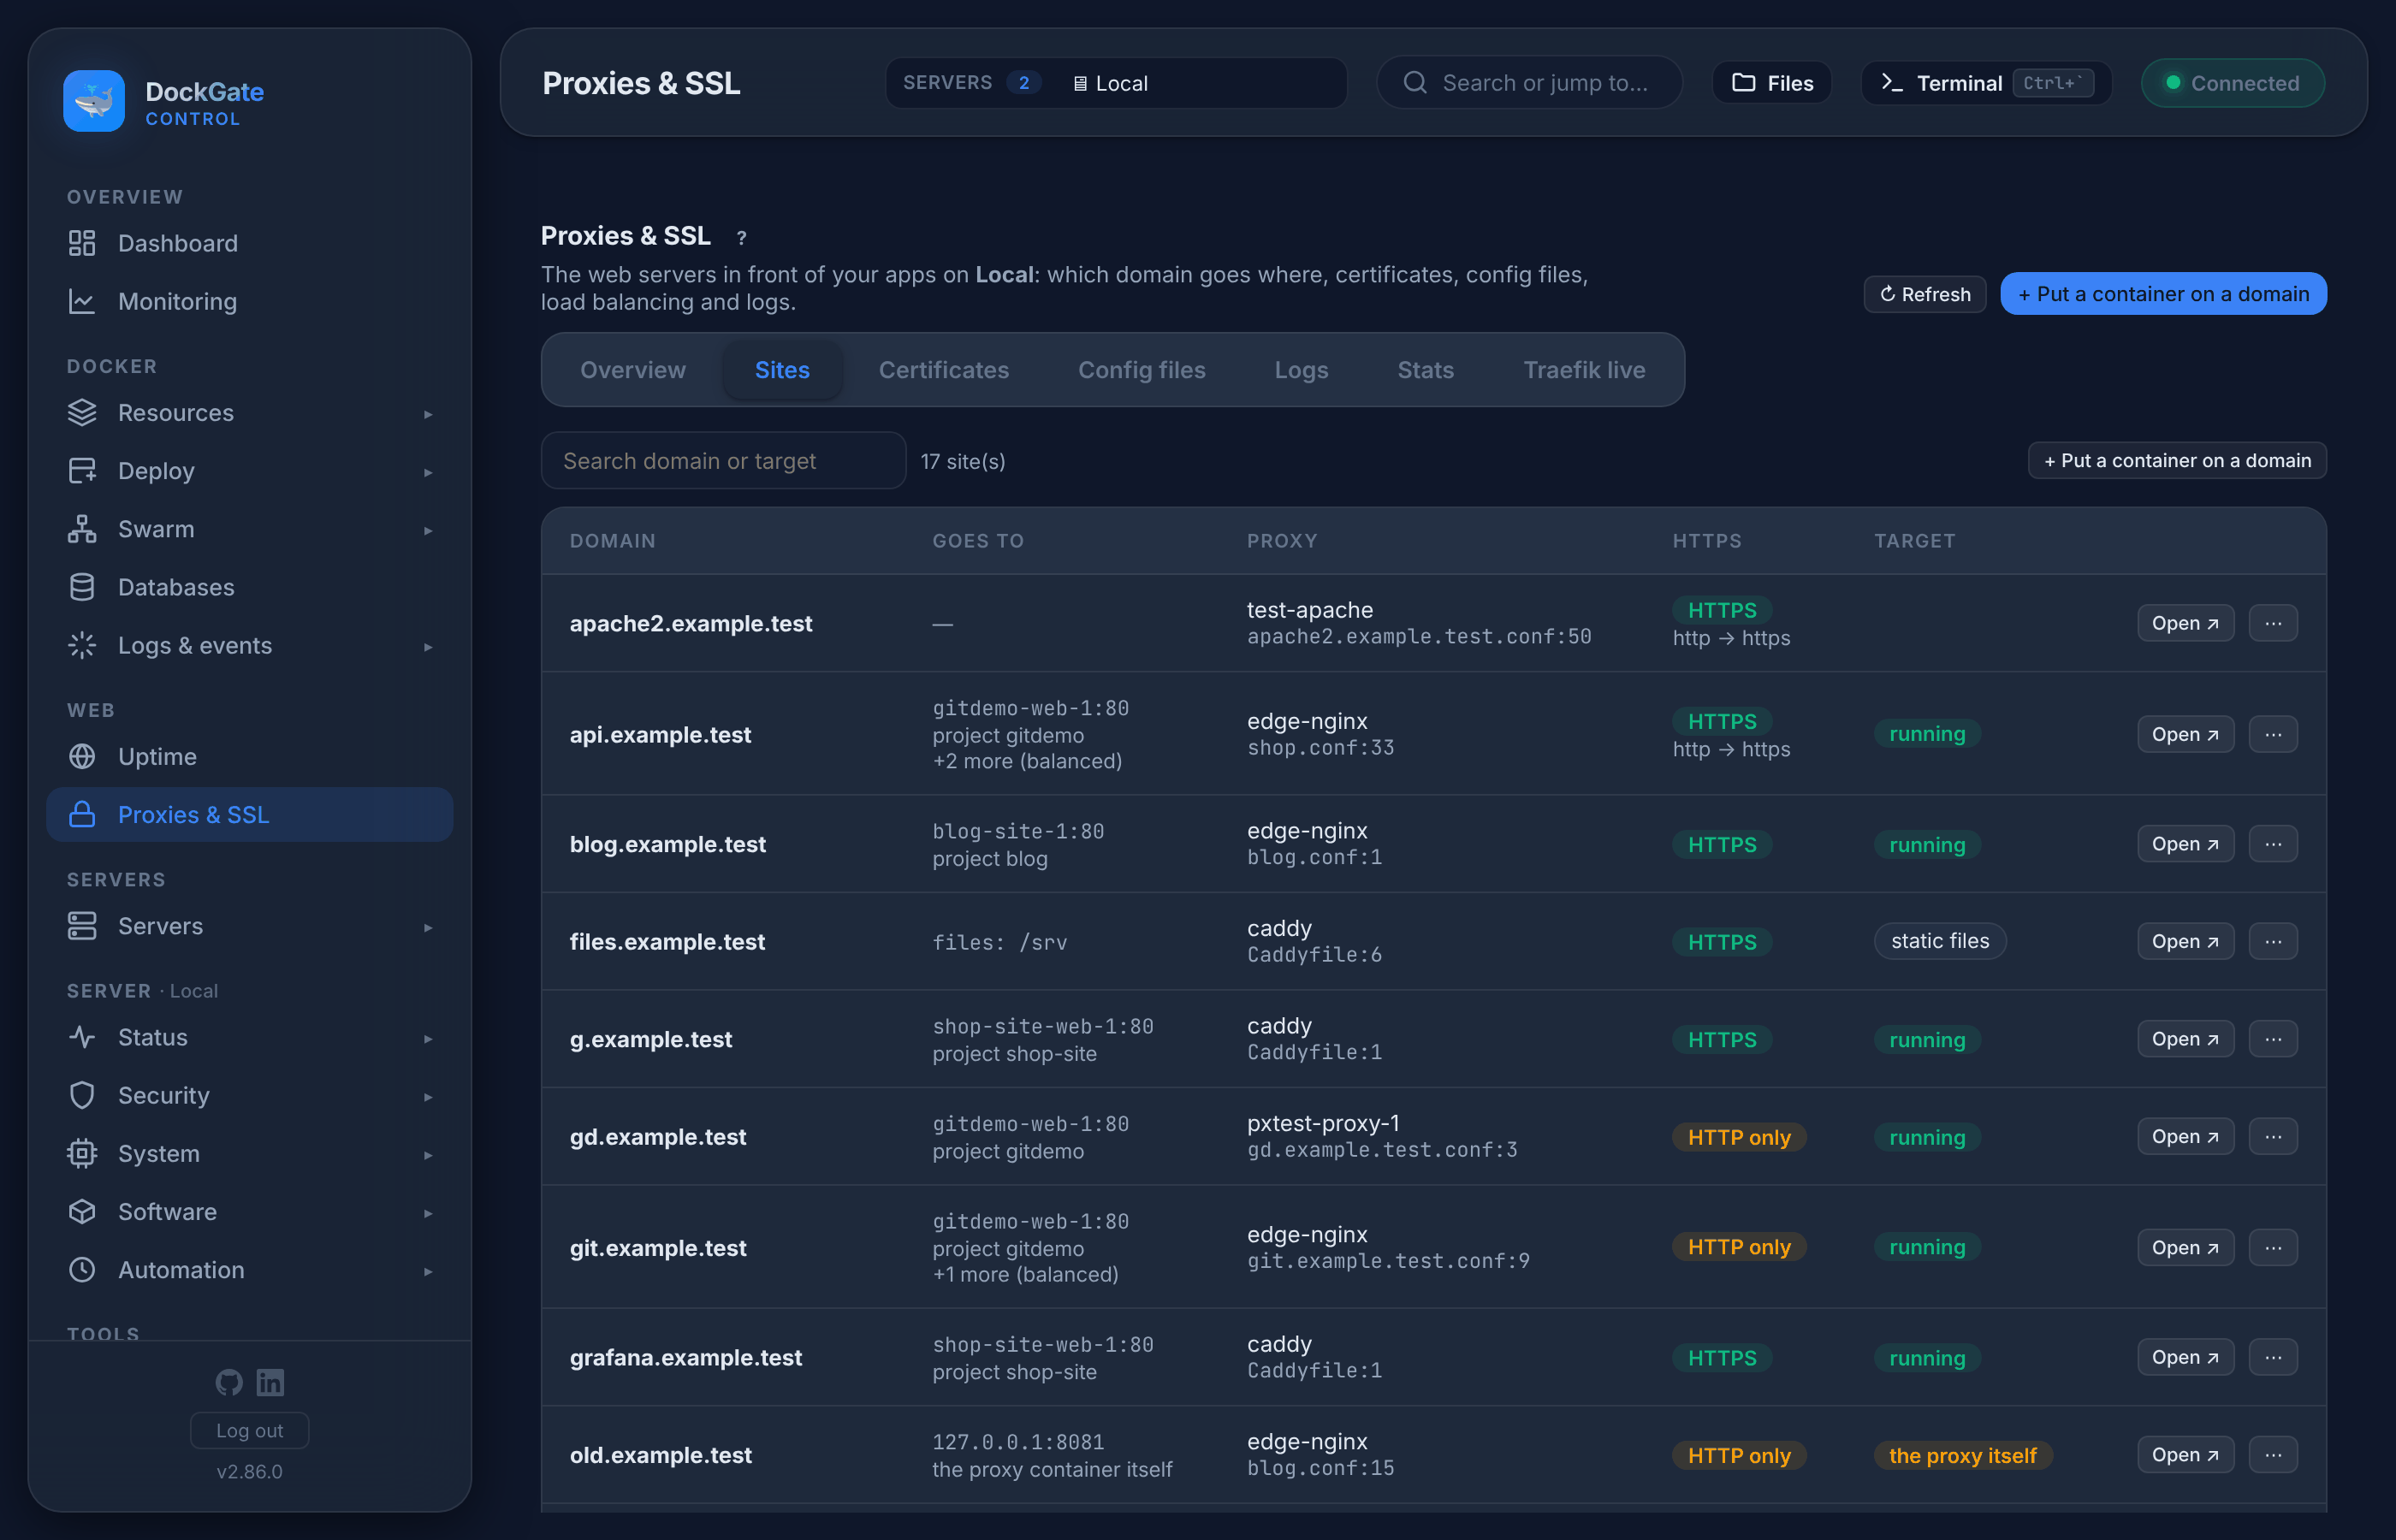 DockGate
CONTROL
OVERVIEW
Dashboard
Monitoring
DOCKER
Resources
Deploy
Swarm
Databases
Logs & events
WEB
Uptime
Proxies & SSL
SERVERS
Servers
SERVER · Local
Status
Security
System
Software
Automation
TOOLS
Log out
v2.86.0
Proxies & SSL
SERVERS 2 Local
Search or jump to...
Files
Terminal Ctrl+`
Connected
Proxies & SSL ?
The web servers in front of your apps on Local: which domain goes where, certificates, config files,
load balancing and logs.
Refresh
+ Put a container on a domain
Overview Sites Certificates Config files Logs Stats Traefik live
Search domain or target 17 site(s)
+ Put a container on a domain
DOMAIN GOES TO PROXY HTTPS TARGET
apache2.example.test
—
test-apache
apache2.example.test.conf:50
HTTPS
http → https
Open ↗ ···
api.example.test
gitdemo-web-1:80
project gitdemo
+2 more (balanced)
edge-nginx
shop.conf:33
HTTPS
http → https
running
Open ↗ ···
blog.example.test
blog-site-1:80
project blog
edge-nginx
blog.conf:1
HTTPS
running
Open ↗ ···
files.example.test
files: /srv
caddy
Caddyfile:6
HTTPS
static files
Open ↗ ···
g.example.test
shop-site-web-1:80
project shop-site
caddy
Caddyfile:1
HTTPS
running
Open ↗ ···
gd.example.test
gitdemo-web-1:80
project gitdemo
pxtest-proxy-1
gd.example.test.conf:3
HTTP only
running
Open ↗ ···
git.example.test
gitdemo-web-1:80
project gitdemo
+1 more (balanced)
edge-nginx
git.example.test.conf:9
HTTP only
running
Open ↗ ···
grafana.example.test
shop-site-web-1:80
project shop-site
caddy
Caddyfile:1
HTTPS
running
Open ↗ ···
old.example.test
127.0.0.1:8081
the proxy container itself
edge-nginx
blog.conf:15
HTTP only
the proxy itself
Open ↗ ···